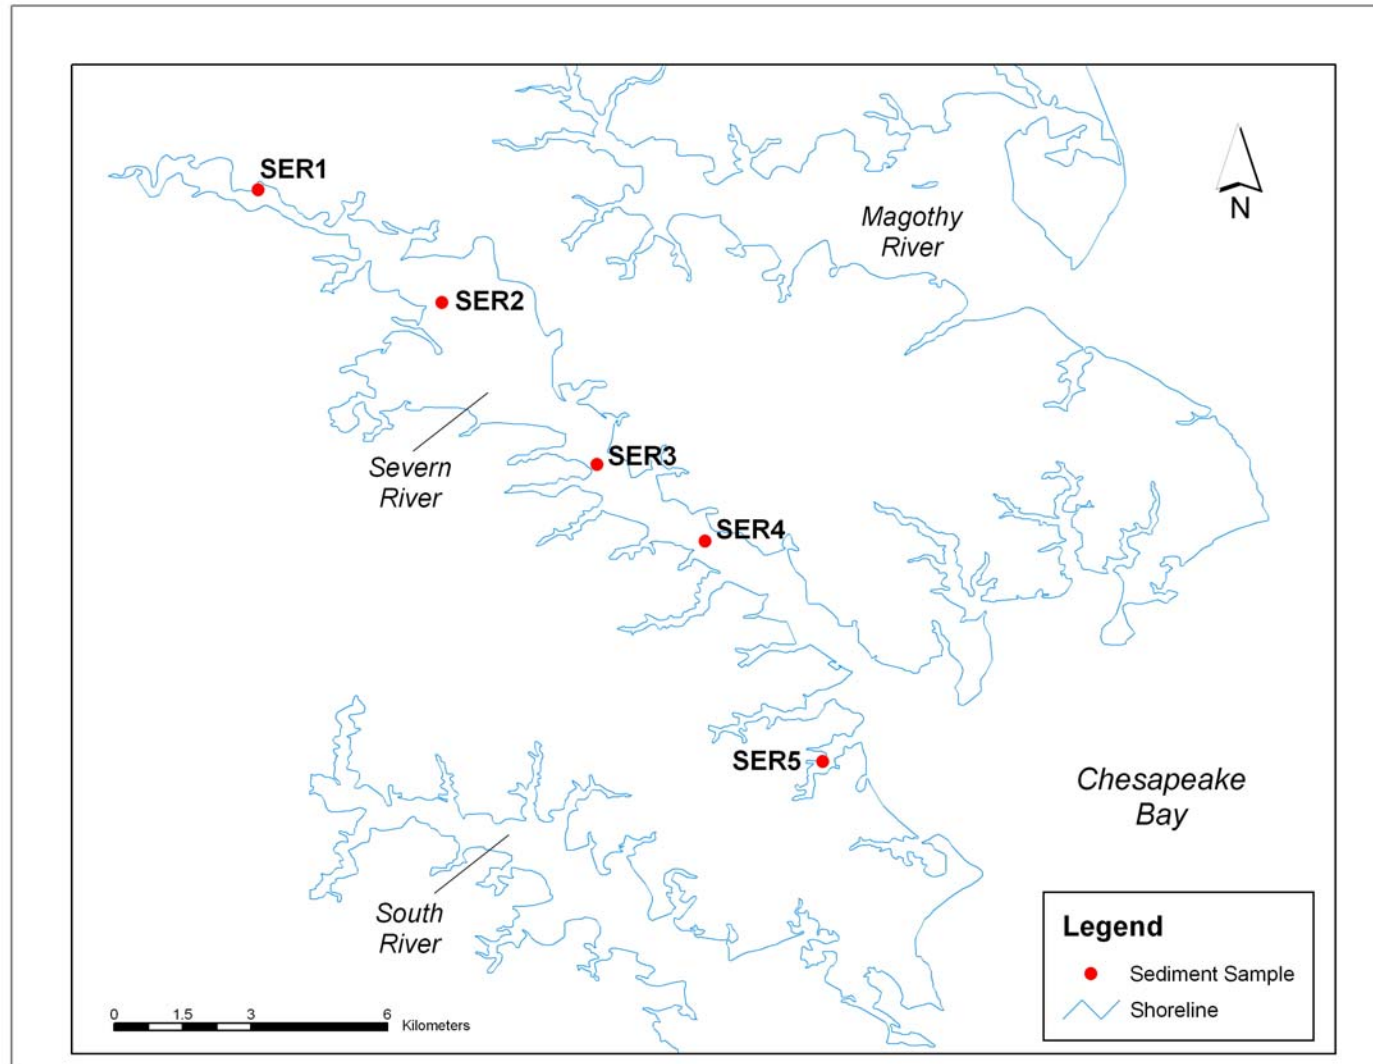 SER1
N
Magothy
River
SER2
Severn
River
SER3
SER4
SER5
Chesapeake
Bay
South
River
Legend
Sediment Sample
Shoreline
0 1.5 3 6 Kilometers